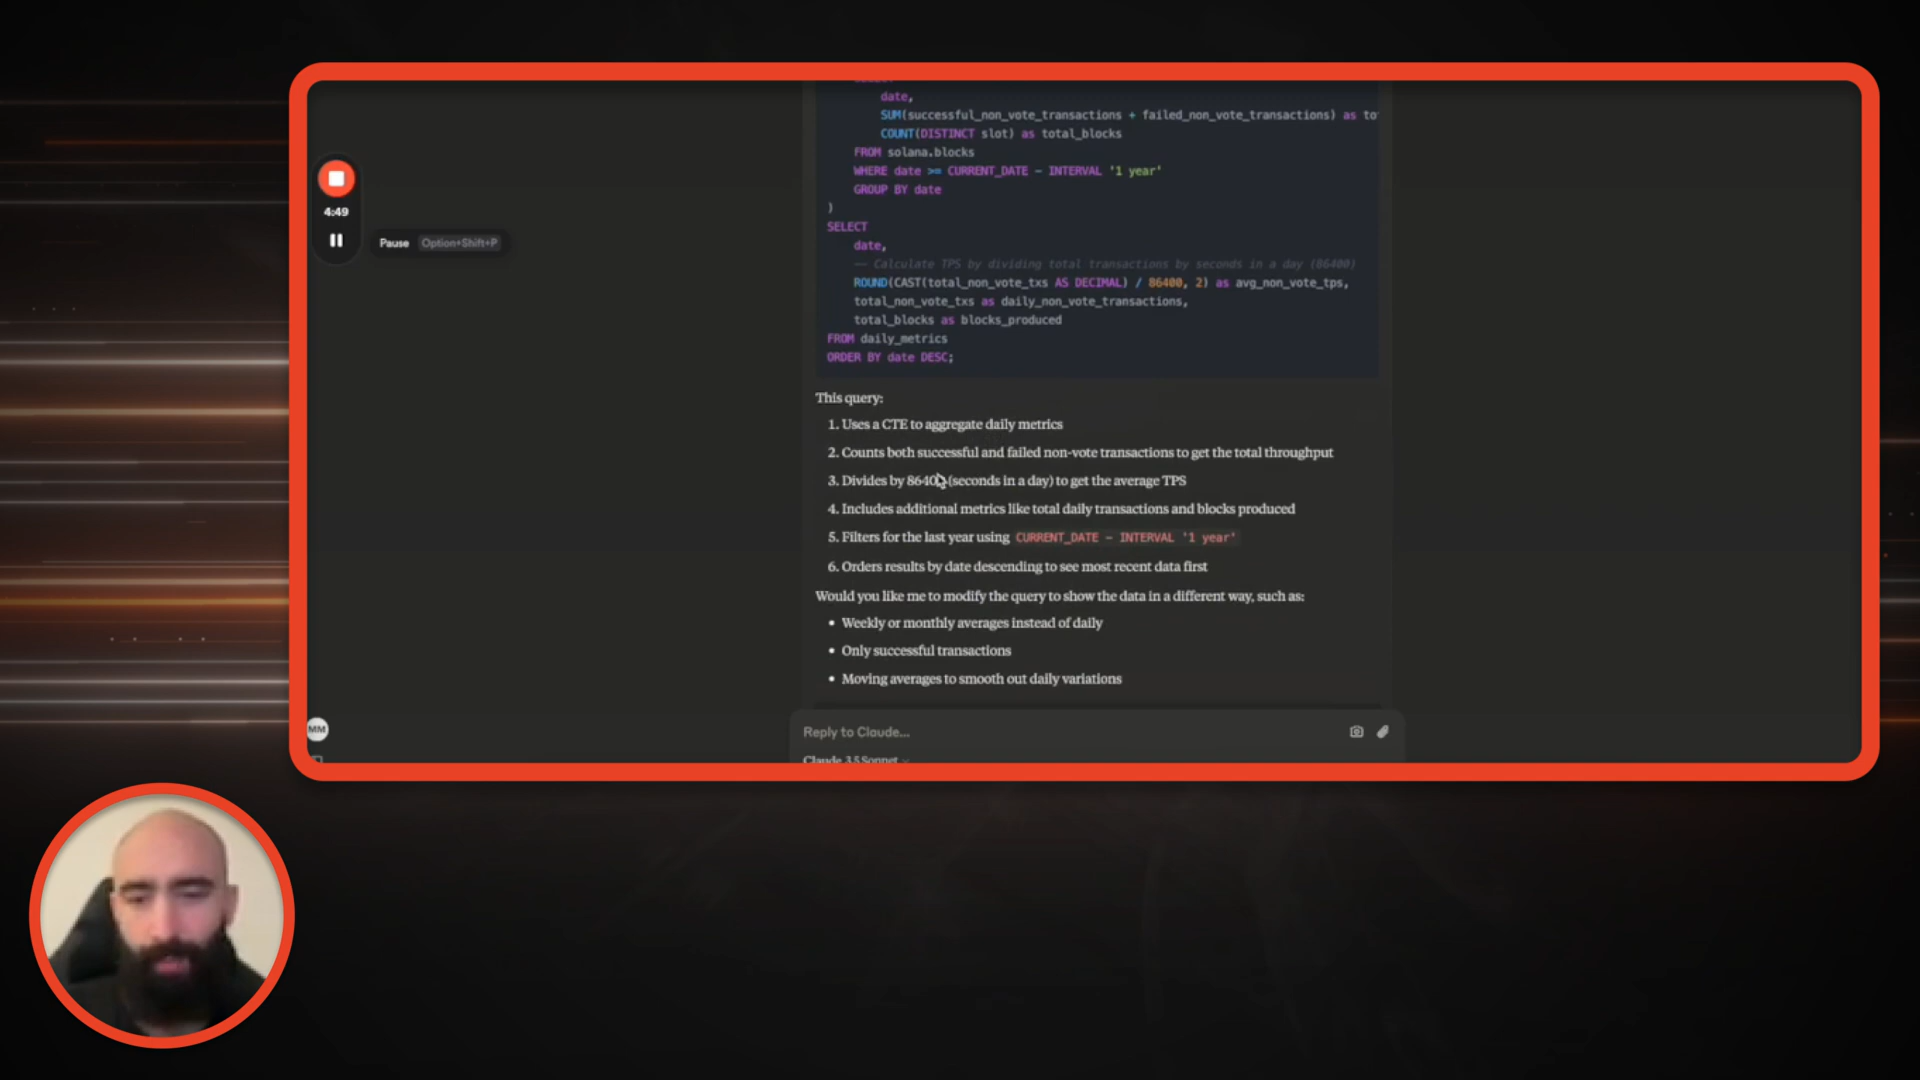 date,
SUM(successful_non_vote_transactions + failed_non_vote_transactions) as to
COUNT(DISTINCT slot) as total_blocks
FROM solana.blocks
WHERE date >= CURRENT_DATE - INTERVAL '1 year'
GROUP BY date
)
SELECT
date,
-- Calculate TPS by dividing total transactions by seconds in a day (86400)
ROUND(CAST(total_non_vote_txs AS DECIMAL) / 86400, 2) as avg_non_vote_tps,
total_non_vote_txs as daily_non_vote_transactions,
total_blocks as blocks_produced
FROM daily_metrics
ORDER BY date DESC;
4:49
Pause Option+Shift+P
This query:
1. Uses a CTE to aggregate daily metrics
2. Counts both successful and failed non-vote transactions to get the total throughput
3. Divides by 86400 (seconds in a day) to get the average TPS
4. Includes additional metrics like total daily transactions and blocks produced
5. Filters for the last year using CURRENT_DATE - INTERVAL '1 year'
6. Orders results by date descending to see most recent data first
Would you like me to modify the query to show the data in a different way, such as:
• Weekly or monthly averages instead of daily
• Only successful transactions
• Moving averages to smooth out daily variations
MM
Reply to Claude...
Claude 3.5 Sonnet